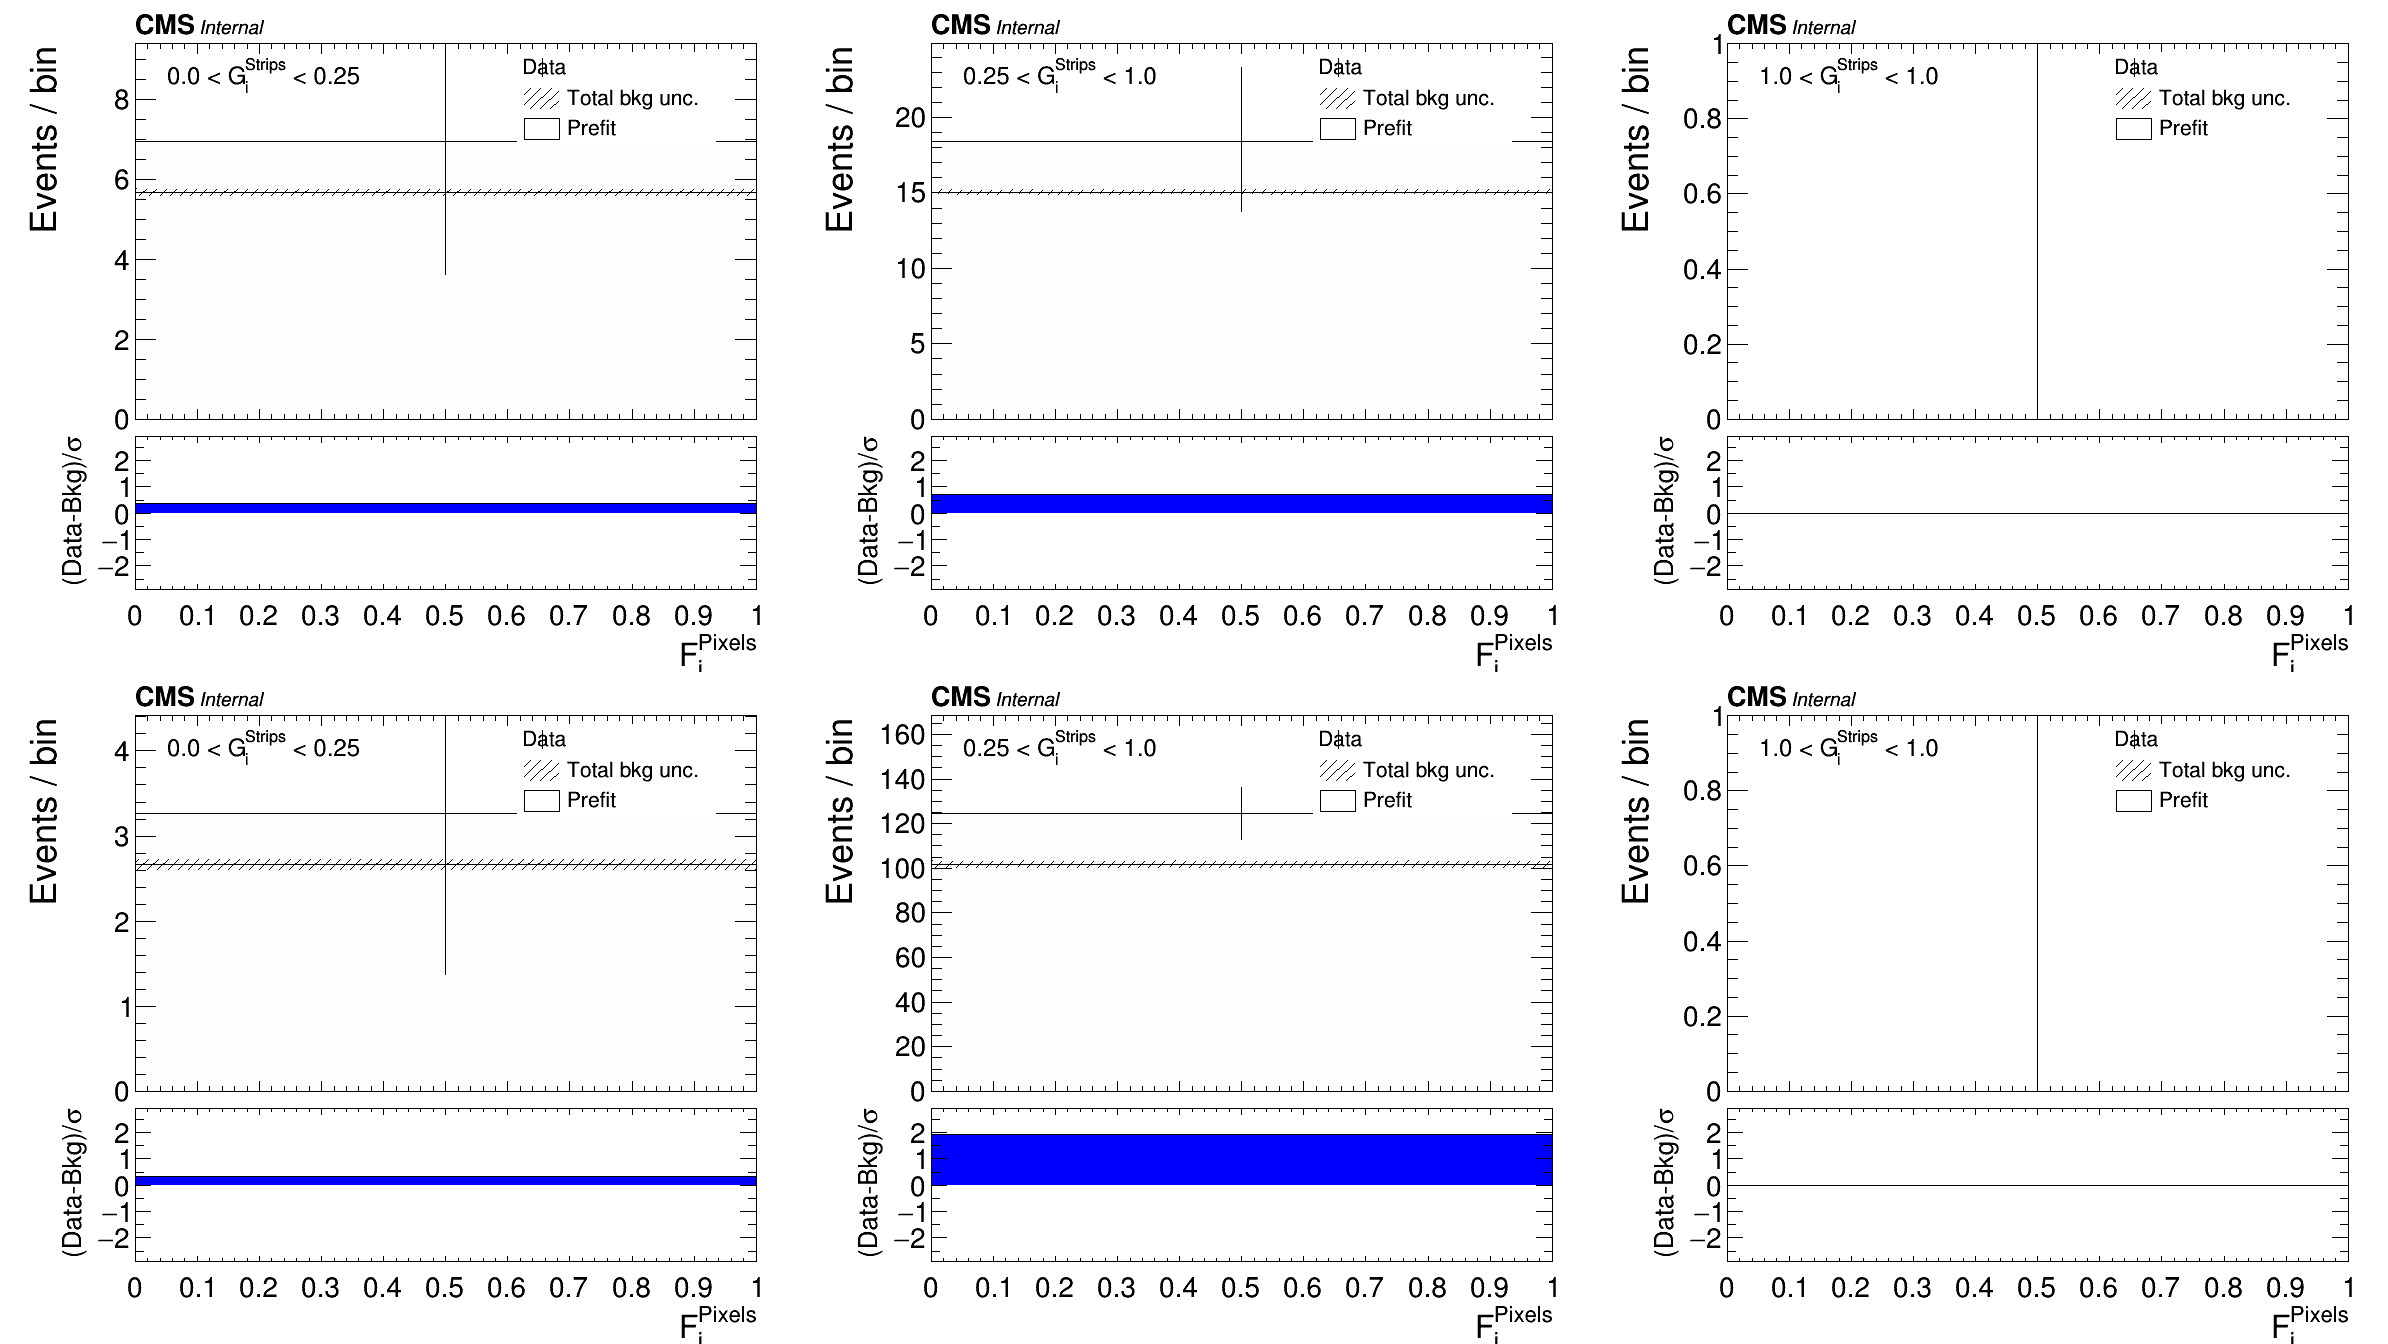 CMS Internal
Events / bin
0.0 < G_i^Strips < 0.25
Data
Total bkg unc.
Prefit
8
6
4
2
0
(Data-Bkg)/σ
2
1
0
−1
−2
0 0.1 0.2 0.3 0.4 0.5 0.6 0.7 0.8 0.9 1
F_i^Pixels
CMS Internal
Events / bin
0.25 < G_i^Strips < 1.0
Data
Total bkg unc.
Prefit
20
15
10
5
0
(Data-Bkg)/σ
2
1
0
−1
−2
0 0.1 0.2 0.3 0.4 0.5 0.6 0.7 0.8 0.9 1
F_i^Pixels
CMS Internal
Events / bin
1.0 < G_i^Strips < 1.0
Data
Total bkg unc.
Prefit
1
0.8
0.6
0.4
0.2
0
(Data-Bkg)/σ
2
1
0
−1
−2
0 0.1 0.2 0.3 0.4 0.5 0.6 0.7 0.8 0.9 1
F_i^Pixels
CMS Internal
Events / bin
0.0 < G_i^Strips < 0.25
Data
Total bkg unc.
Prefit
4
3
2
1
0
(Data-Bkg)/σ
2
1
0
−1
−2
0 0.1 0.2 0.3 0.4 0.5 0.6 0.7 0.8 0.9 1
F_i^Pixels
CMS Internal
Events / bin
0.25 < G_i^Strips < 1.0
Data
Total bkg unc.
Prefit
160
140
120
100
80
60
40
20
0
(Data-Bkg)/σ
2
1
0
−1
−2
0 0.1 0.2 0.3 0.4 0.5 0.6 0.7 0.8 0.9 1
F_i^Pixels
CMS Internal
Events / bin
1.0 < G_i^Strips < 1.0
Data
Total bkg unc.
Prefit
1
0.8
0.6
0.4
0.2
0
(Data-Bkg)/σ
2
1
0
−1
−2
0 0.1 0.2 0.3 0.4 0.5 0.6 0.7 0.8 0.9 1
F_i^Pixels